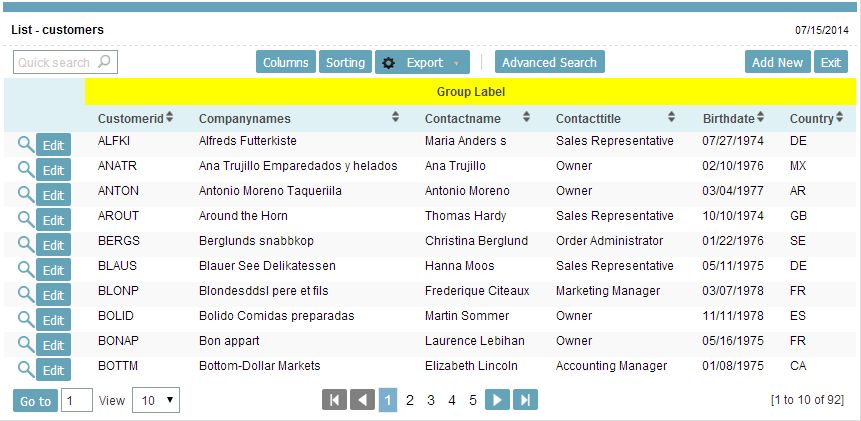 List - customers 07/15/2014
Quick search Columns Sorting Export Advanced Search Add New Exit
Group Label
Customerid Companynames Contactname Contacttitle Birthdate Country
Edit ALFKI Alfreds Futterkiste Maria Anders s Sales Representative 07/27/1974 DE
Edit ANATR Ana Trujillo Emparedados y helados Ana Trujillo Owner 02/10/1976 MX
Edit ANTON Antonio Moreno Taqueriila Antonio Moreno Owner 03/04/1977 AR
Edit AROUT Around the Horn Thomas Hardy Sales Representative 10/10/1974 GB
Edit BERGS Berglunds snabbkop Christina Berglund Order Administrator 01/22/1976 SE
Edit BLAUS Blauer See Delikatessen Hanna Moos Sales Representative 05/11/1975 DE
Edit BLONP Blondesddsl pere et fils Frederique Citeaux Marketing Manager 03/07/1978 FR
Edit BOLID Bolido Comidas preparadas Martin Sommer Owner 11/11/1978 ES
Edit BONAP Bon appart Laurence Lebihan Owner 05/16/1975 FR
Edit BOTTM Bottom-Dollar Markets Elizabeth Lincoln Accounting Manager 01/08/1975 CA
Go to 1 View 10 1 2 3 4 5 [1 to 10 of 92]